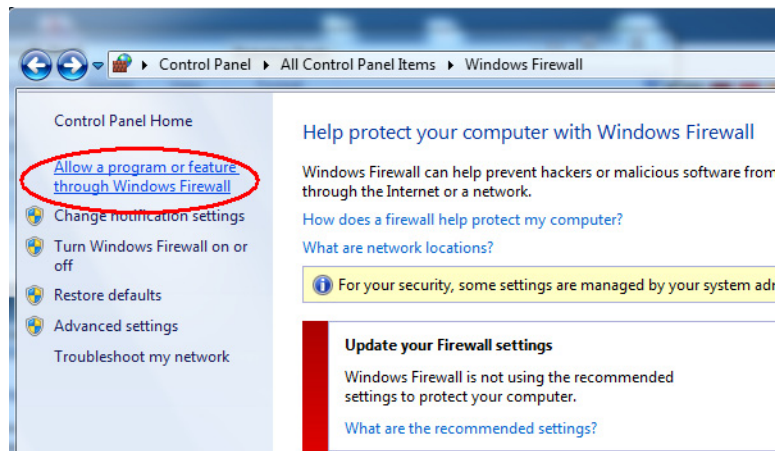 Control Panel ▸ All Control Panel Items ▸ Windows Firewall
Control Panel Home
Allow a program or feature
through Windows Firewall
Change notification settings
Turn Windows Firewall on or
off
Restore defaults
Advanced settings
Troubleshoot my network
Help protect your computer with Windows Firewall
Windows Firewall can help prevent hackers or malicious software from
through the Internet or a network.
How does a firewall help protect my computer?
What are network locations?
For your security, some settings are managed by your system adr
Update your Firewall settings
Windows Firewall is not using the recommended
settings to protect your computer.
What are the recommended settings?